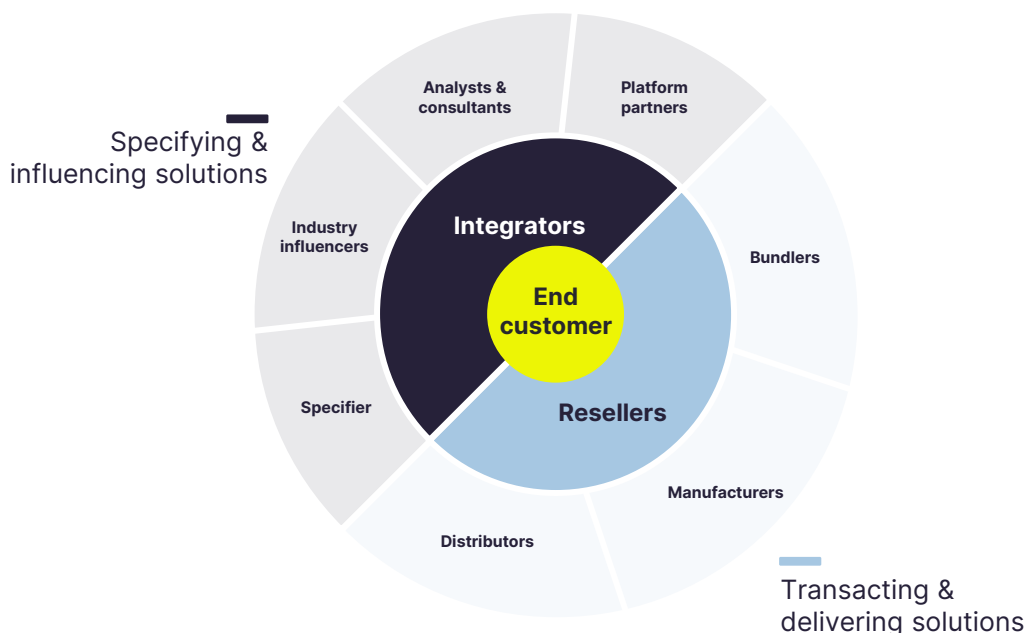 Analysts &
consultants
Platform
partners
Specifying &
influencing solutions
Industry
influencers
Integrators
Bundlers
End
customer
Specifier
Resellers
Manufacturers
Distributors
Transacting &
delivering solutions